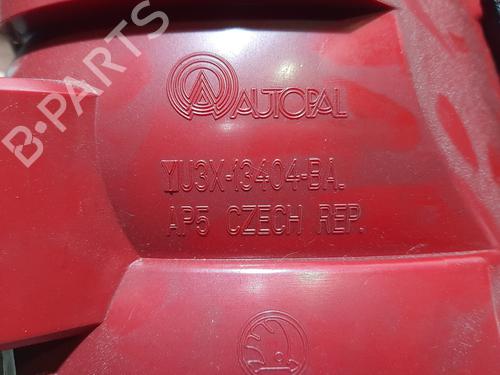 B-PARTS
AUTOPAL
YU3X-13404-BA.
AP5 CZECH REP.